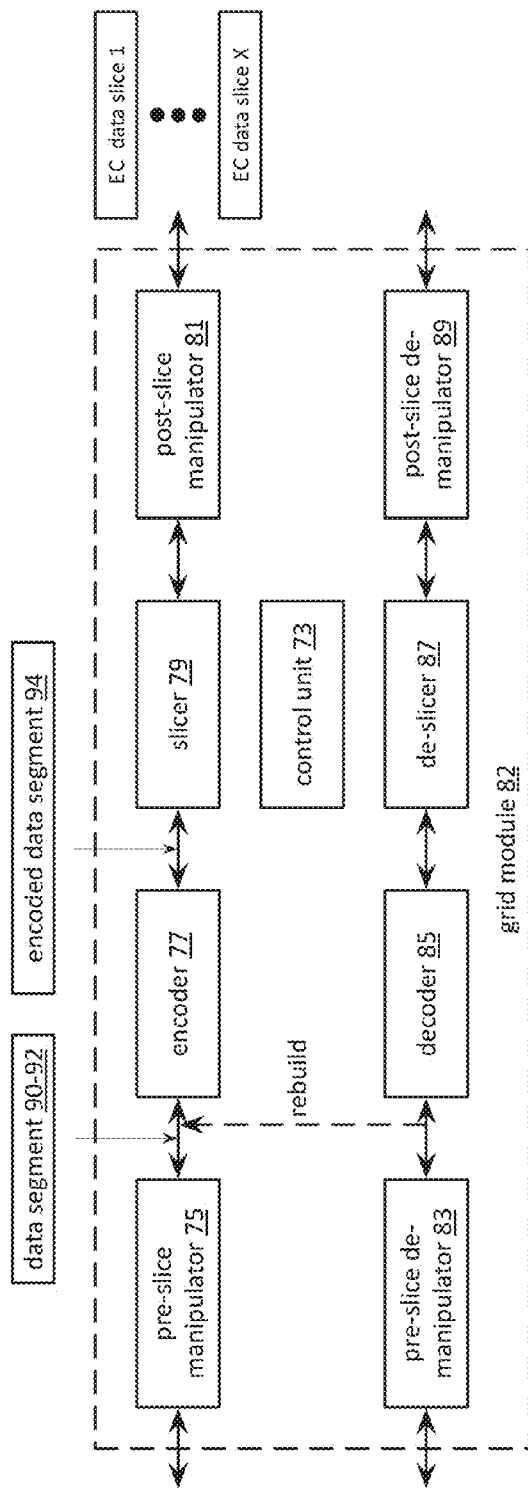 data segment 90-92
encoded data segment 94
EC data slice 1
EC data slice X
pre-slice
manipulator 75
encoder 77
slicer 79
post-slice
manipulator 81
rebuild
control unit 73
pre-slice de-
manipulator 83
decoder 85
de-slicer 87
post-slice de-
manipulator 89
grid module 82